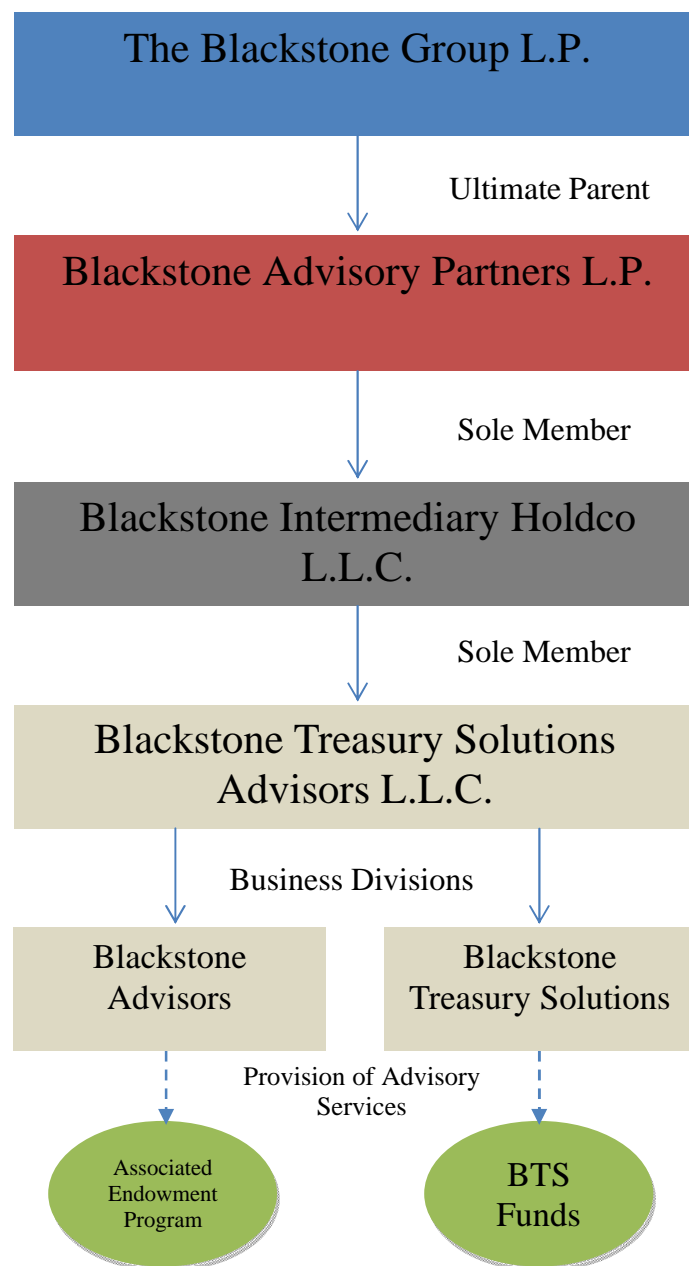 The Blackstone Group L.P.
Ultimate Parent
Blackstone Advisory Partners L.P.
Sole Member
Blackstone Intermediary Holdco
L.L.C.
Sole Member
Blackstone Treasury Solutions
Advisors L.L.C.
Business Divisions
Blackstone
Advisors
Blackstone
Treasury Solutions
Provision of Advisory
Services
Associated
Endowment
Program
BTS
Funds